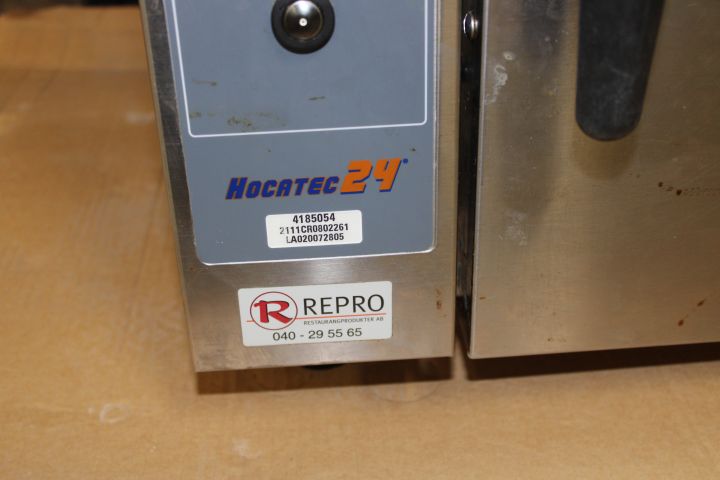 HOCATEC 24
4185054
2111CR0802261
LA020072805
R REPRO
RESTAURANGPRODUKTER AB
040 - 29 55 65